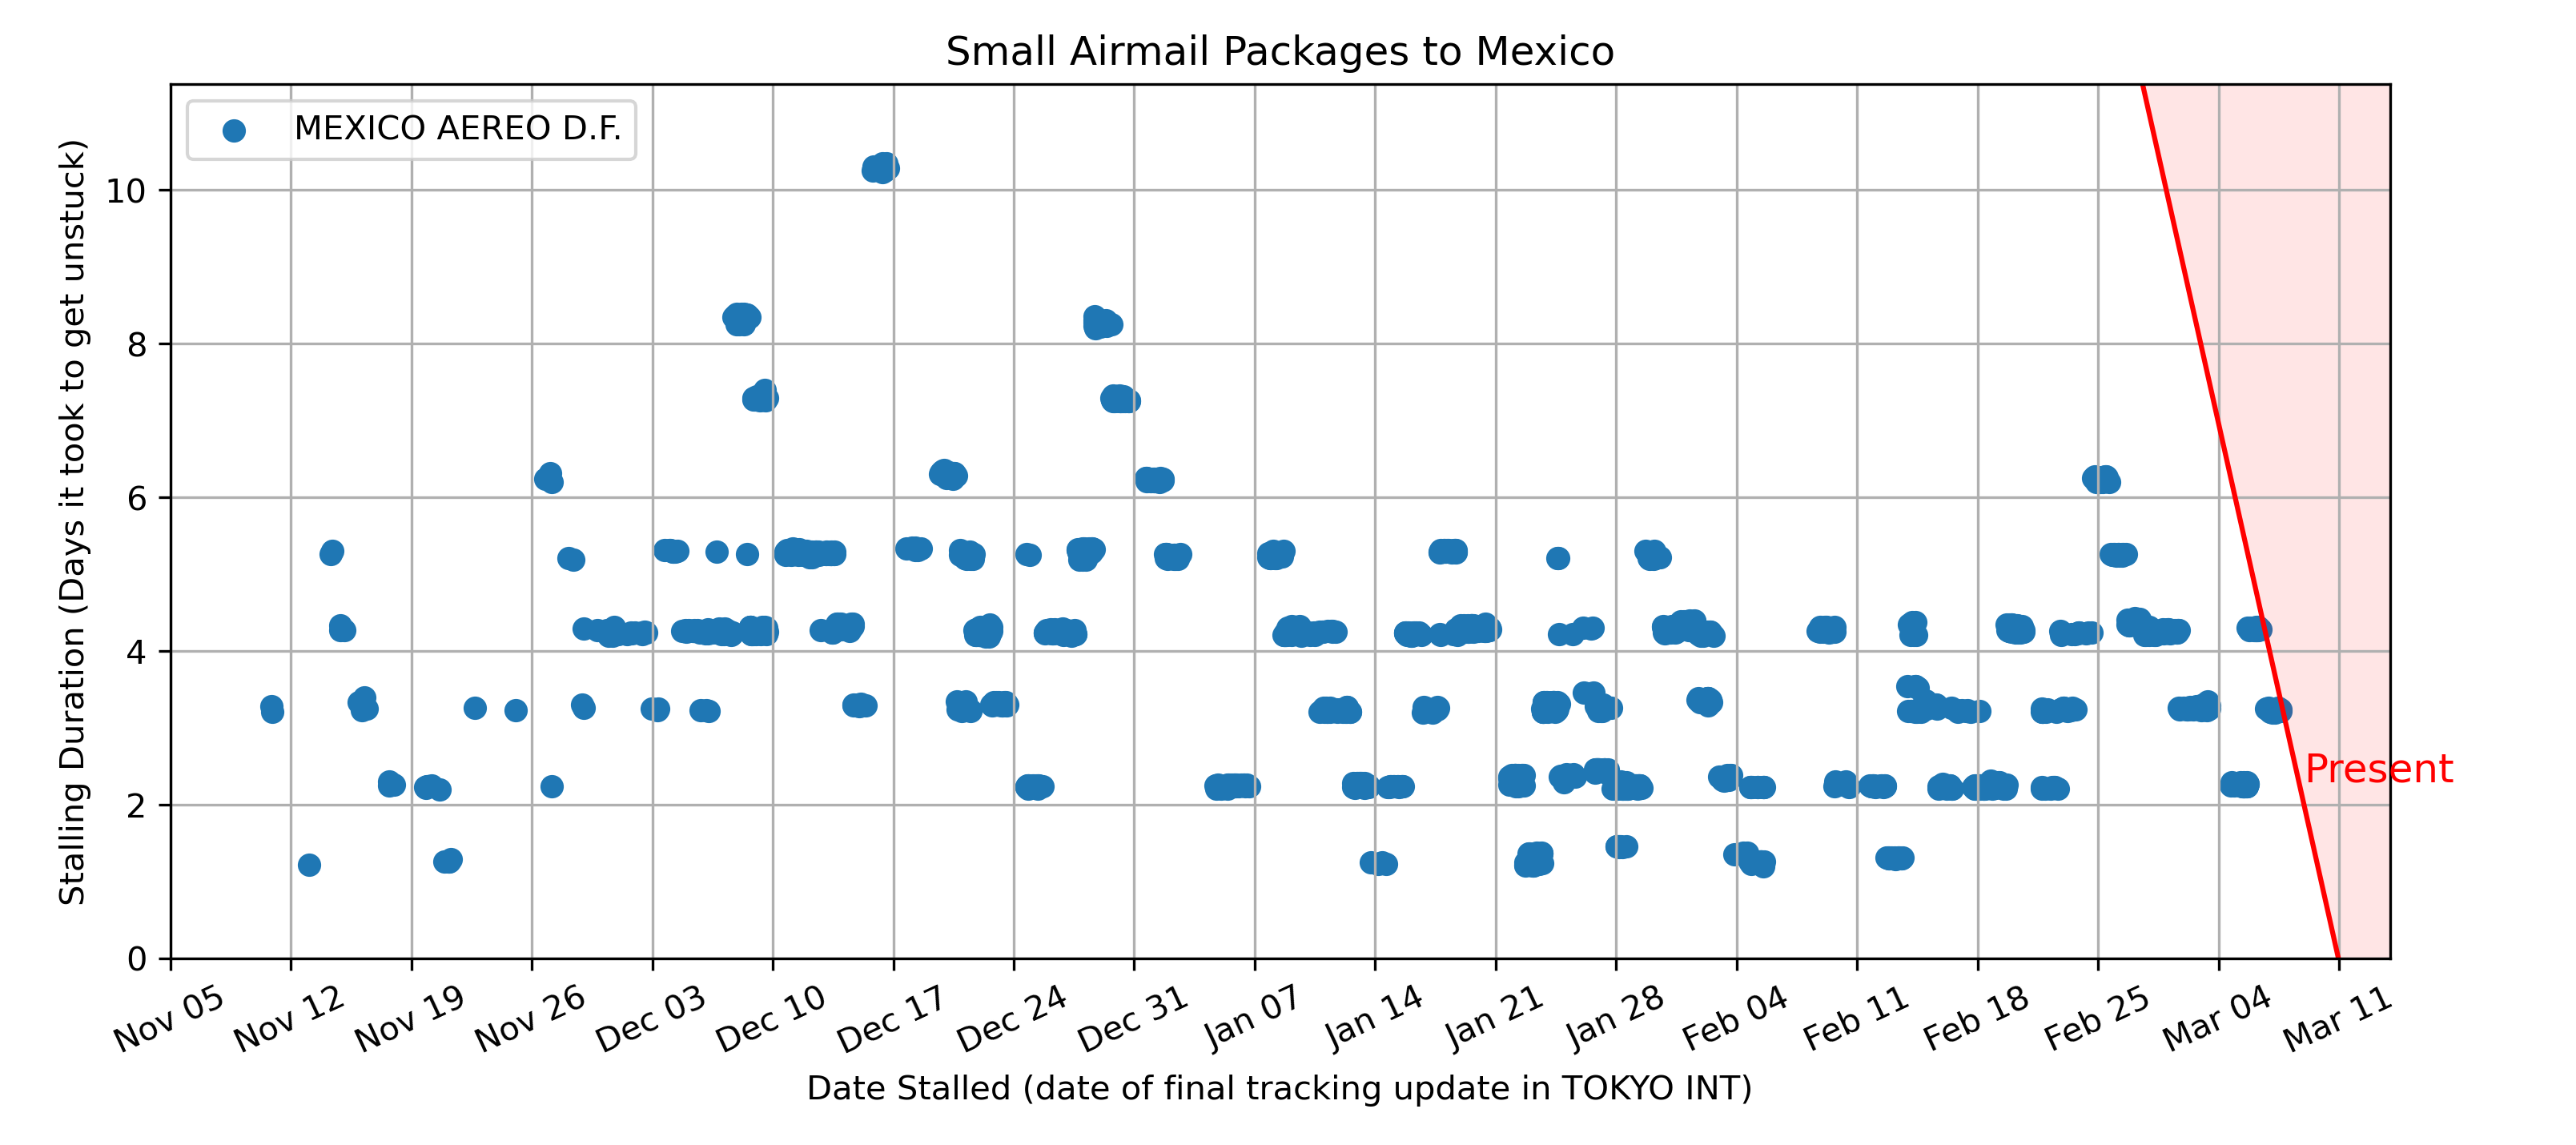 Small Airmail Packages to Mexico
MEXICO AEREO D.F.
Stalling Duration (Days it took to get unstuck)
10
8
6
4
2
0
Present
Nov 05
Nov 12
Nov 19
Nov 26
Dec 03
Dec 10
Dec 17
Dec 24
Dec 31
Jan 07
Jan 14
Jan 21
Jan 28
Feb 04
Feb 11
Feb 18
Feb 25
Mar 04
Mar 11
Date Stalled (date of final tracking update in TOKYO INT)